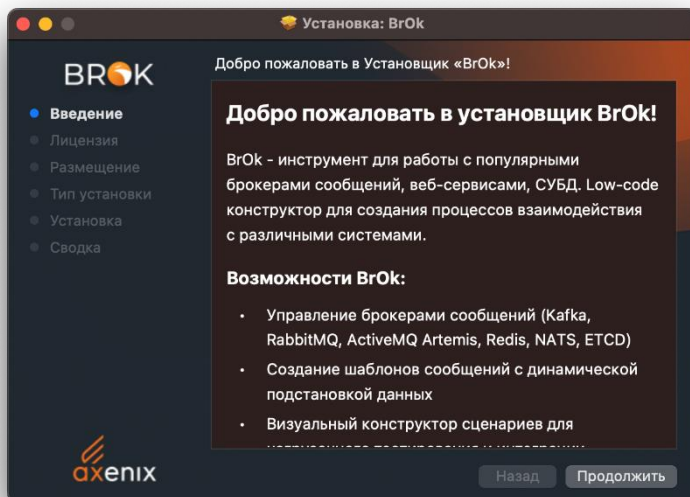 Установка: BrOk
BROK
Добро пожаловать в Установщик «BrOk»!
Введение
Лицензия
Размещение
Тип установки
Установка
Сводка
Добро пожаловать в установщик BrOk!
BrOk - инструмент для работы с популярными
брокерами сообщений, веб-сервисами, СУБД. Low-code
конструктор для создания процессов взаимодействия
с различными системами.
Возможности BrOk:
• Управление брокерами сообщений (Kafka,
RabbitMQ, ActiveMQ Artemis, Redis, NATS, ETCD)
• Создание шаблонов сообщений с динамической
подстановкой данных
• Визуальный конструктор сценариев для
axenix
Назад
Продолжить